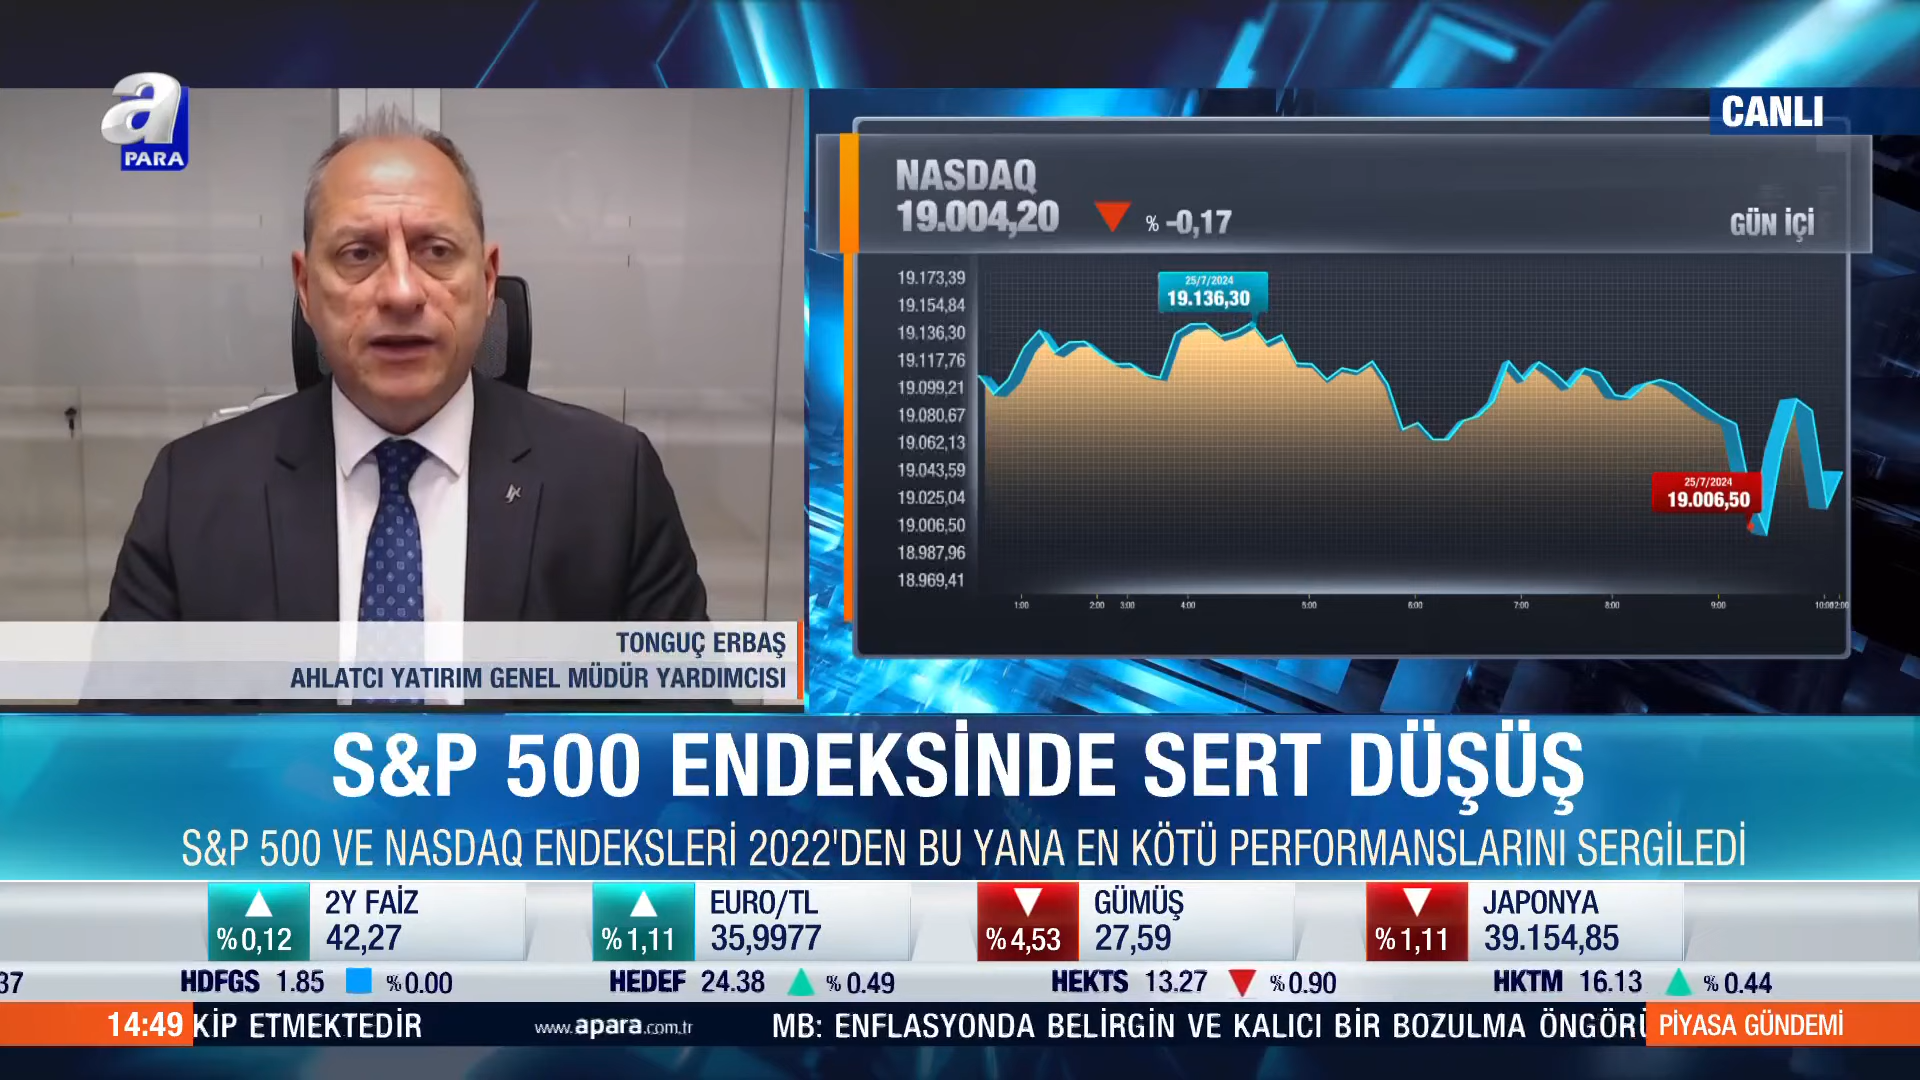 a
PARA
CANLI
NASDAQ
19.004,20 % -0,17
GÜN İÇİ
19.173,39
19.154,84
19.136,30
19.117,76
19.099,21
19.080,67
19.062,13
19.043,59
19.025,04
19.006,50
18.987,96
18.969,41
25/7/2024
19.136,30
25/7/2024
19.006,50
1:00 2:00 3:00 4:00 5:00 6:00 7:00 8:00 9:00
TONGUÇ ERBAŞ
AHLATCI YATIRIM GENEL MÜDÜR YARDIMCISI
S&P 500 ENDEKSİNDE SERT DÜŞÜŞ
S&P 500 VE NASDAQ ENDEKSLERİ 2022'DEN BU YANA EN KÖTÜ PERFORMANSLARINI SERGİLEDİ
%0,12 2Y FAİZ 42,27
%1,11 EURO/TL 35,9977
%4,53 GÜMÜŞ 27,59
%1,11 JAPONYA 39.154,85
37 HDFGS 1.85 %0.00 HEDEF 24.38 %0.49 HEKTS 13.27 %0.90 HKTM 16.13 %0.44
14:49 KİP ETMEKTEDİR www.apara.com.tr MB: ENFLASYONDA BELİRGİN VE KALICI BİR BOZULMA ÖNGÖRÜ PİYASA GÜNDEMİ